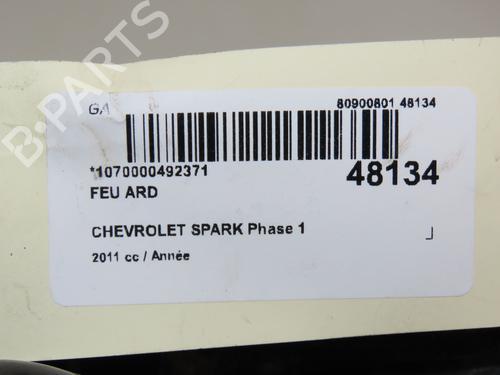 GA 80900801 48134
*1070000492371 48134
FEU ARD
CHEVROLET SPARK Phase 1
2011 cc / Année
B-PARTS